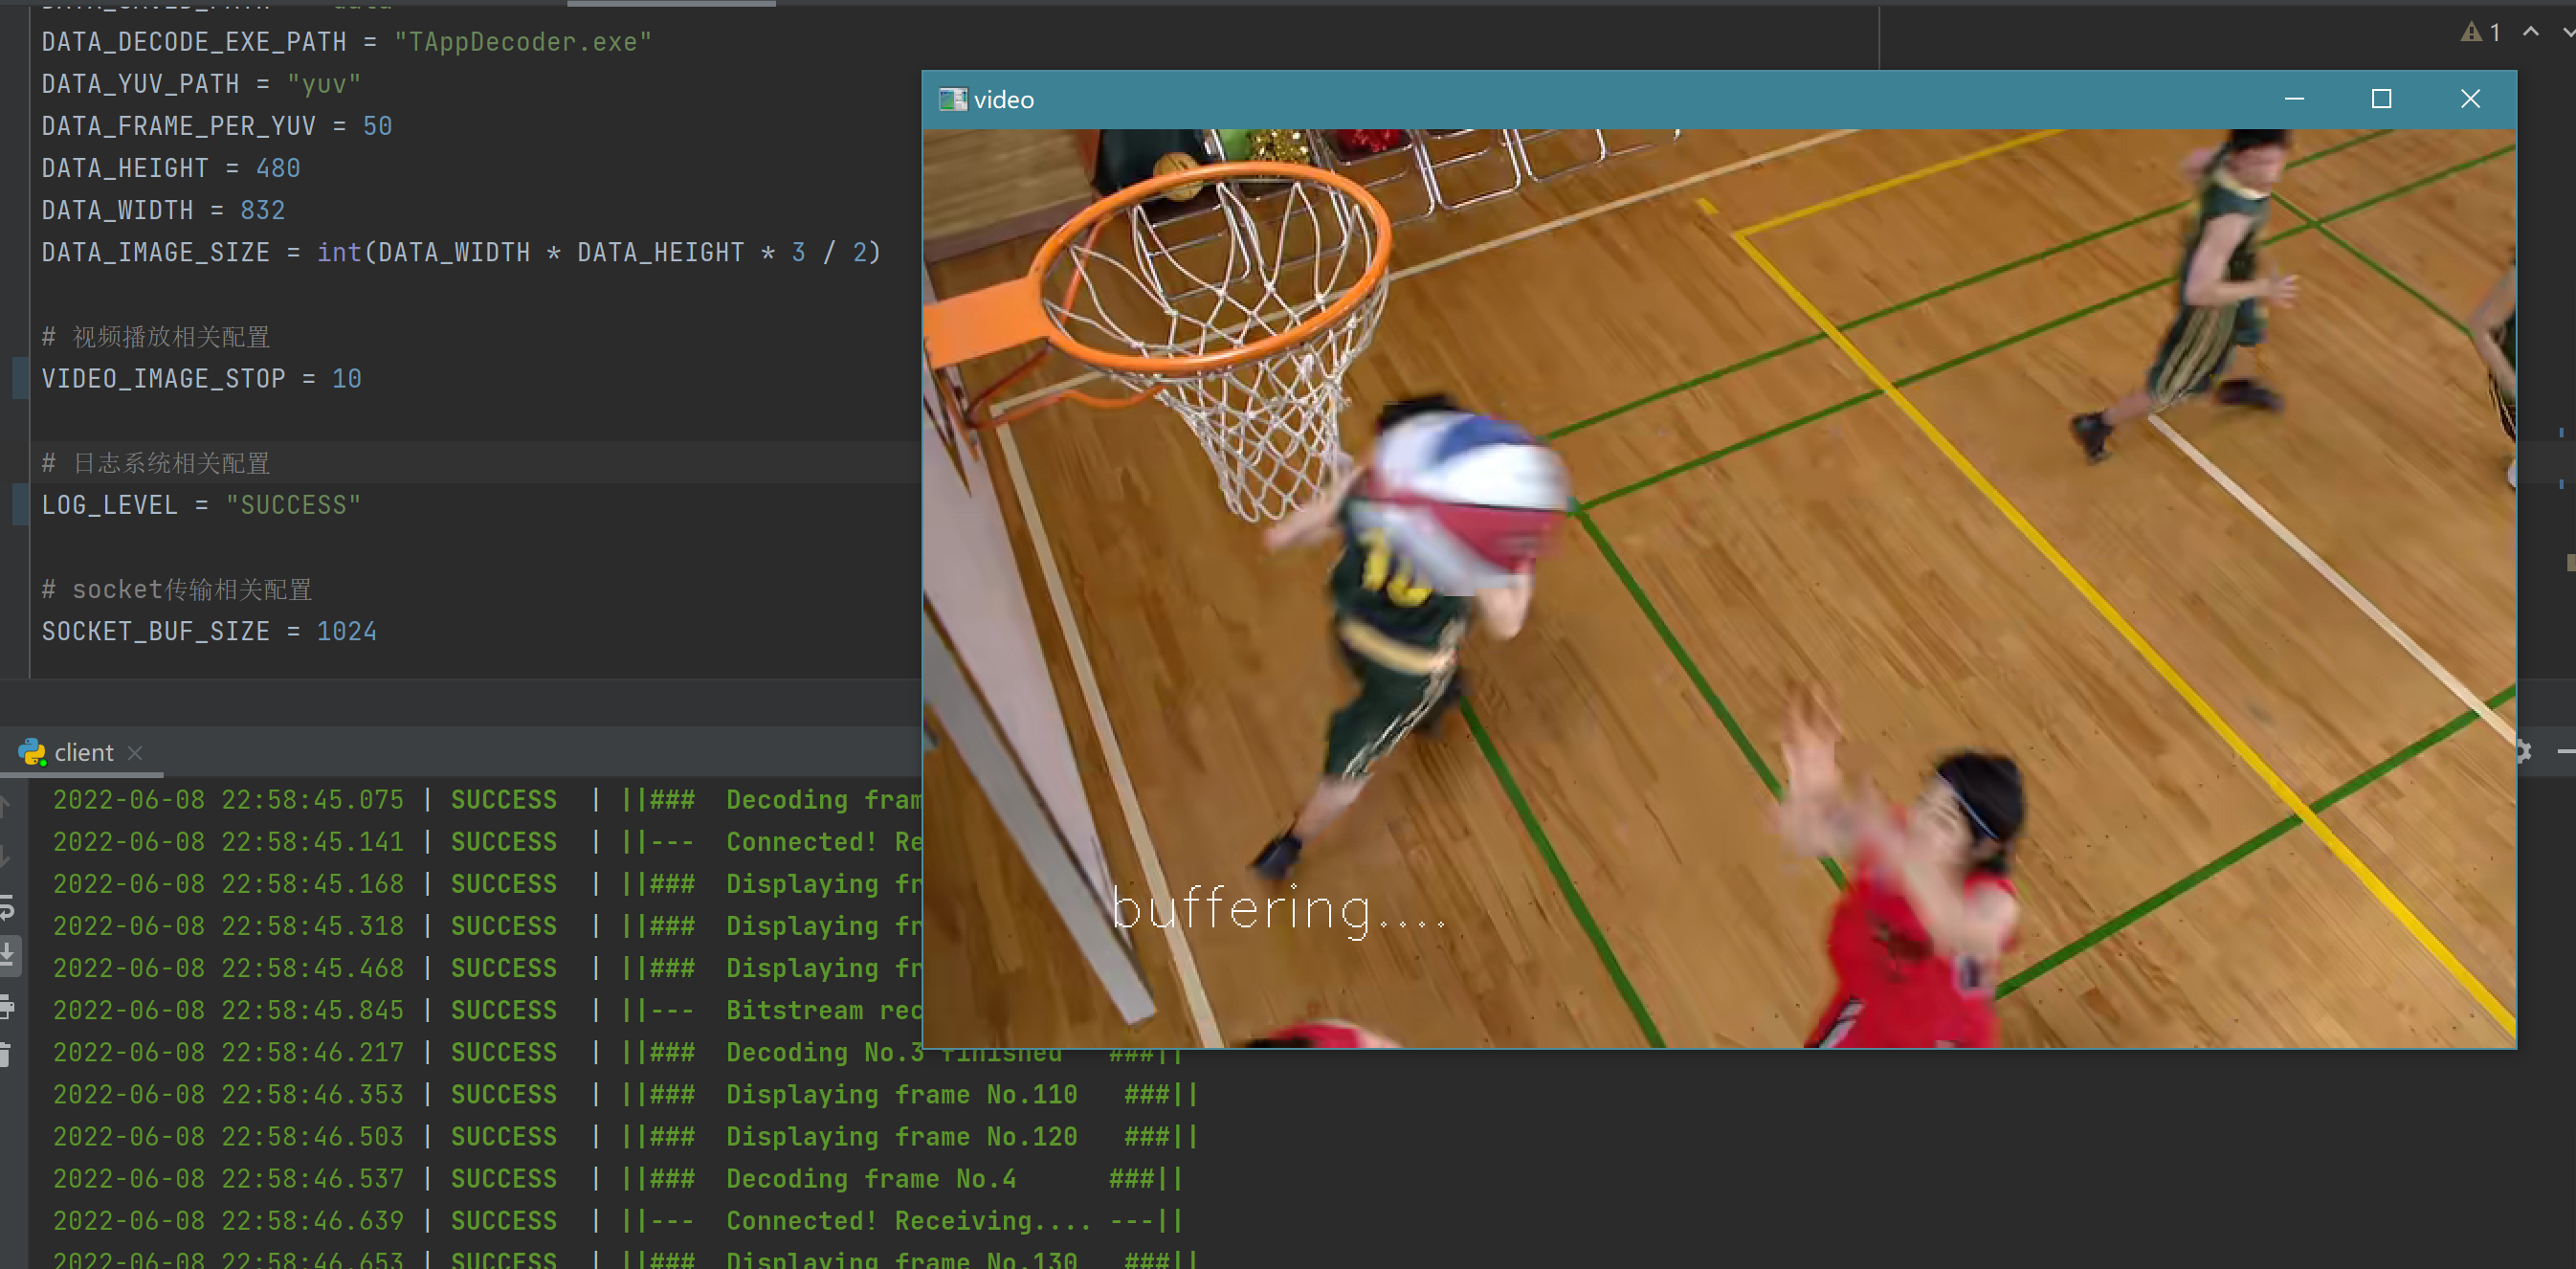 DATA_DECODE_EXE_PATH = "TAppDecoder.exe"
DATA_YUV_PATH = "yuv"
DATA_FRAME_PER_YUV = 50
DATA_HEIGHT = 480
DATA_WIDTH = 832
DATA_IMAGE_SIZE = int(DATA_WIDTH * DATA_HEIGHT * 3 / 2)
# 视频播放相关配置
VIDEO_IMAGE_STOP = 10
# 日志系统相关配置
LOG_LEVEL = "SUCCESS"
# socket传输相关配置
SOCKET_BUF_SIZE = 1024
1
video
10
buffering....
client
2022-06-08 22:58:45.075 | SUCCESS | ||### Decoding fram
2022-06-08 22:58:45.141 | SUCCESS | ||--- Connected! Re
2022-06-08 22:58:45.168 | SUCCESS | ||### Displaying fr
2022-06-08 22:58:45.318 | SUCCESS | ||### Displaying fr
2022-06-08 22:58:45.468 | SUCCESS | ||### Displaying fr
2022-06-08 22:58:45.845 | SUCCESS | ||--- Bitstream rec
2022-06-08 22:58:46.217 | SUCCESS | ||### Decoding No.3 finished ###||
2022-06-08 22:58:46.353 | SUCCESS | ||### Displaying frame No.110 ###||
2022-06-08 22:58:46.503 | SUCCESS | ||### Displaying frame No.120 ###||
2022-06-08 22:58:46.537 | SUCCESS | ||### Decoding frame No.4 ###||
2022-06-08 22:58:46.639 | SUCCESS | ||--- Connected! Receiving.... ---||
2022-06-08 22:58:46.653 | SUCCESS | ||### Displaying frame No.130 ###||